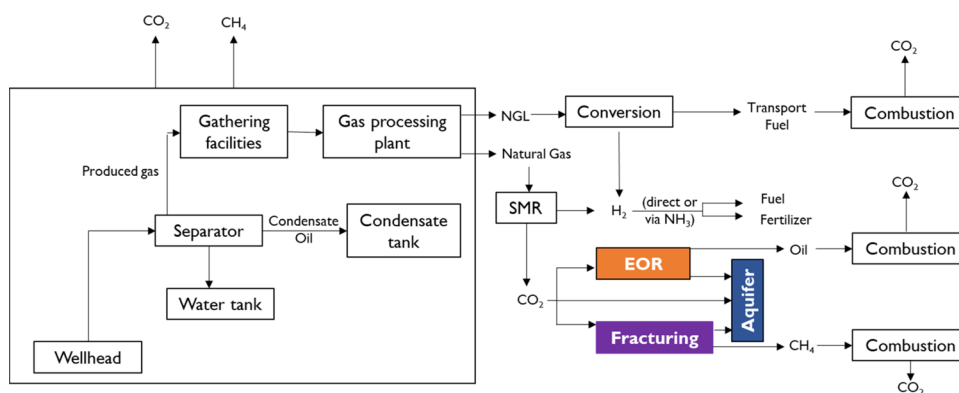 CO2
CH4
CO2
Gathering
facilities
Gas processing
plant
NGL
Conversion
Transport
Fuel
Combustion
Produced gas
Natural Gas
SMR
H2
(direct or
via NH3)
Fuel
Fertilizer
CO2
Separator
Condensate
Oil
Condensate
tank
EOR
Oil
Combustion
Water tank
CO2
Aquifer
Fracturing
CH4
Combustion
Wellhead
CO2